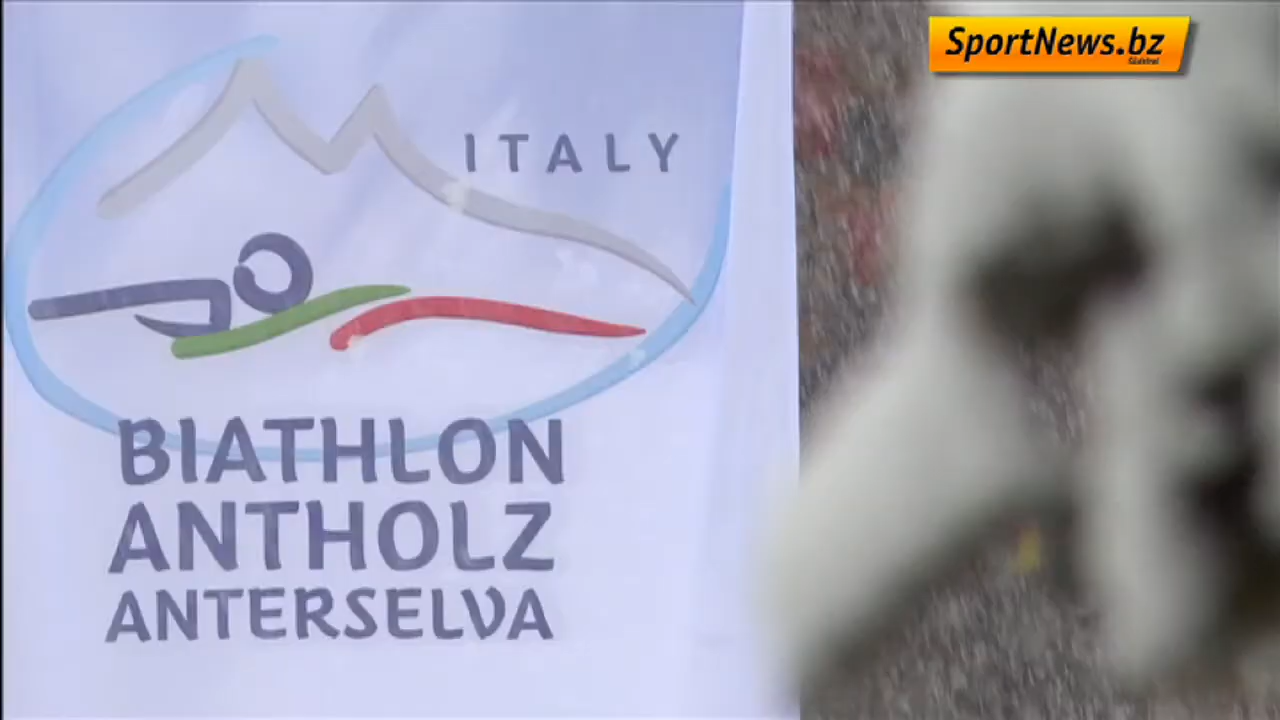 SportNews.bz
ITALY
BIATHLON
ANTHOLZ
ANTERSELVA